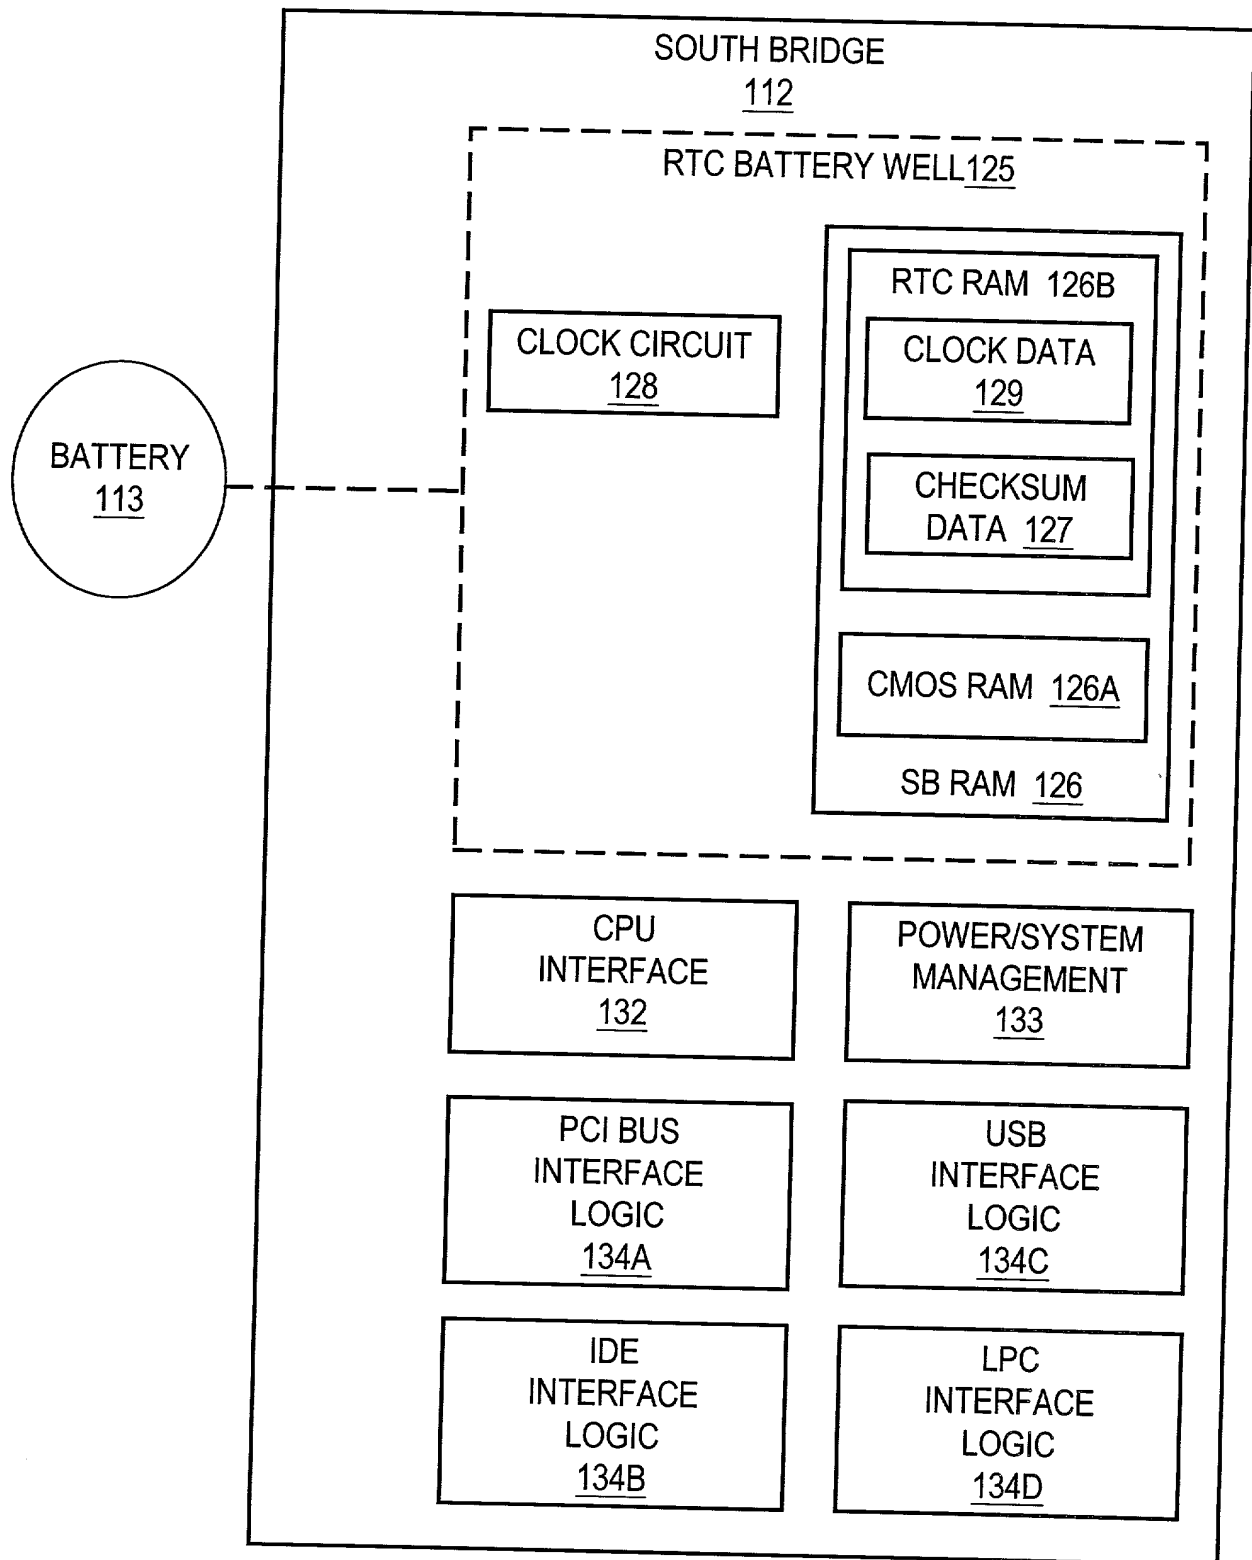 SOUTH BRIDGE
112
RTC BATTERY WELL125
RTC RAM 126B
CLOCK CIRCUIT
128
CLOCK DATA
129
BATTERY
113
CHECKSUM
DATA 127
CMOS RAM 126A
SB RAM 126
CPU
INTERFACE
132
POWER/SYSTEM
MANAGEMENT
133
PCI BUS
INTERFACE
LOGIC
134A
USB
INTERFACE
LOGIC
134C
IDE
INTERFACE
LOGIC
134B
LPC
INTERFACE
LOGIC
134D